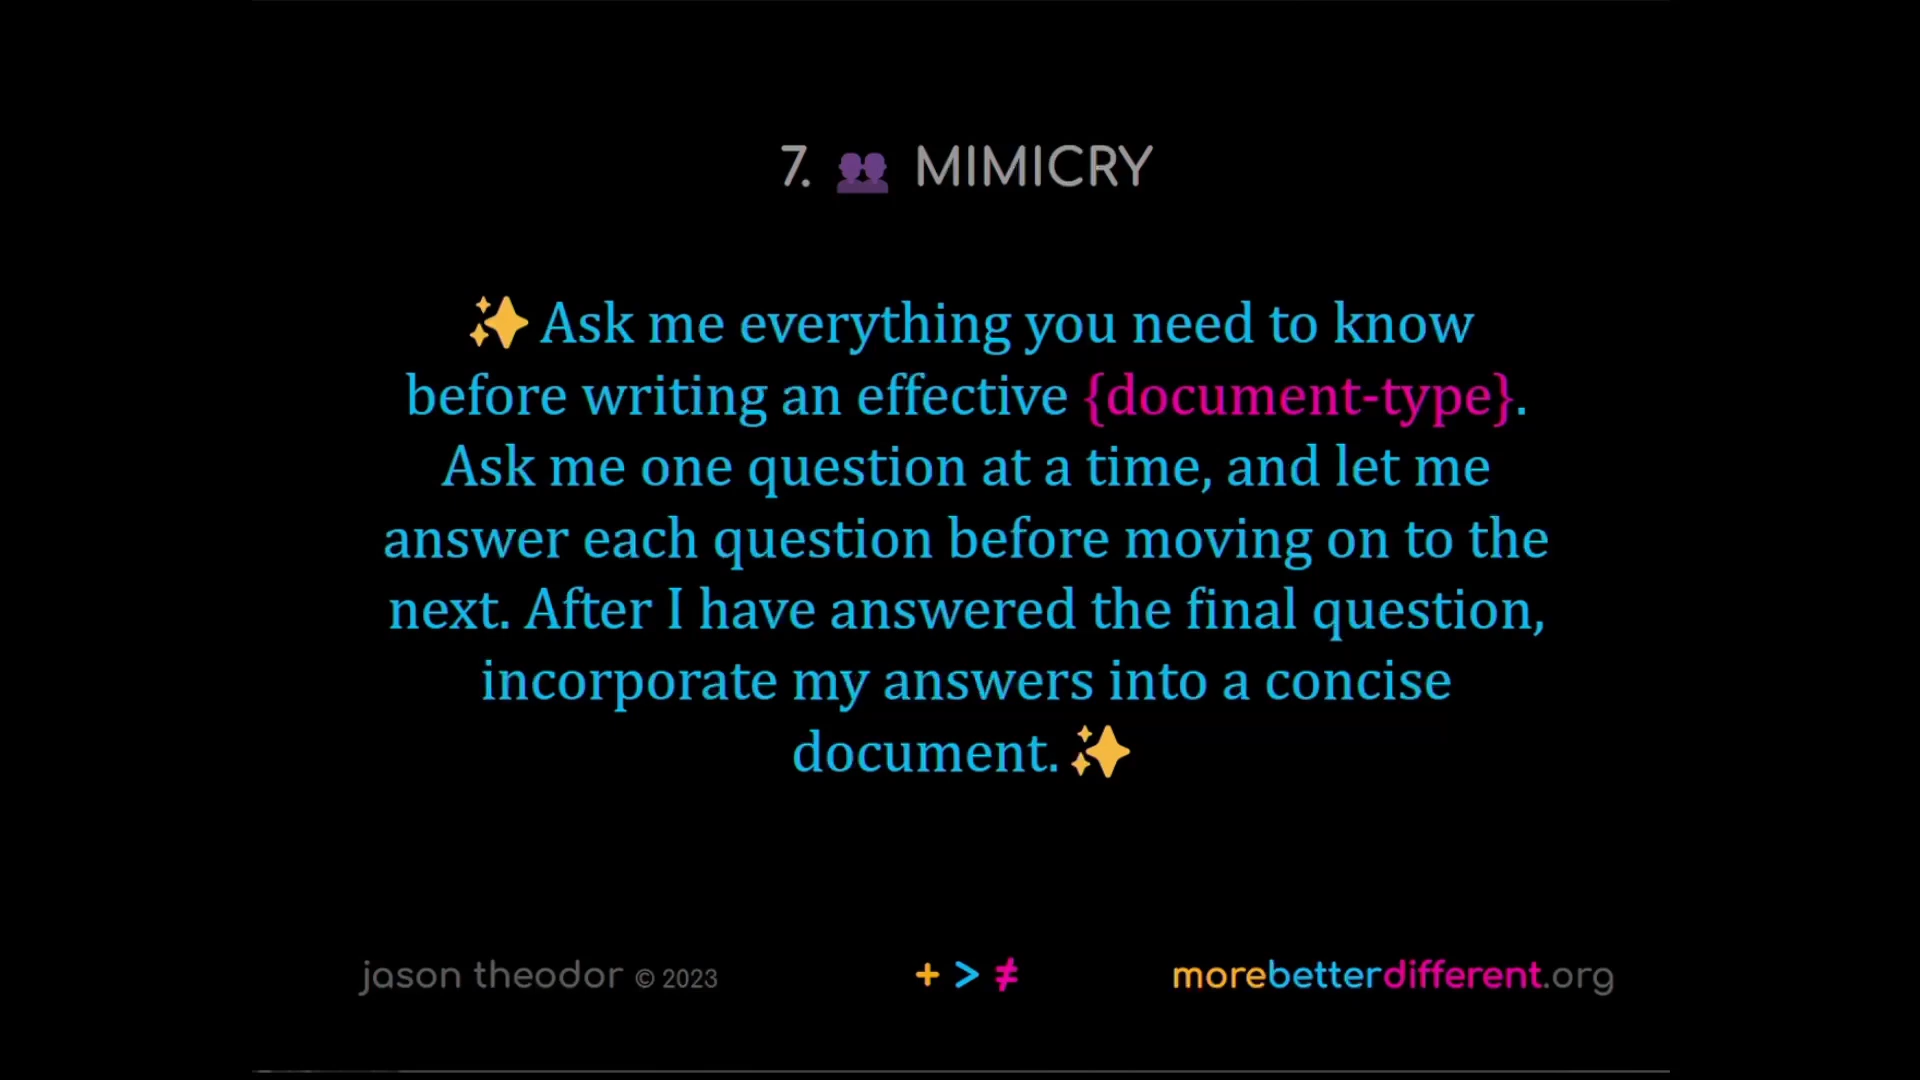 7. 👥 MIMICRY
✨ Ask me everything you need to know
before writing an effective {document-type}.
Ask me one question at a time, and let me
answer each question before moving on to the
next. After I have answered the final question,
incorporate my answers into a concise
document. ✨
jason theodor © 2023 + > ≠ morebetterdifferent.org